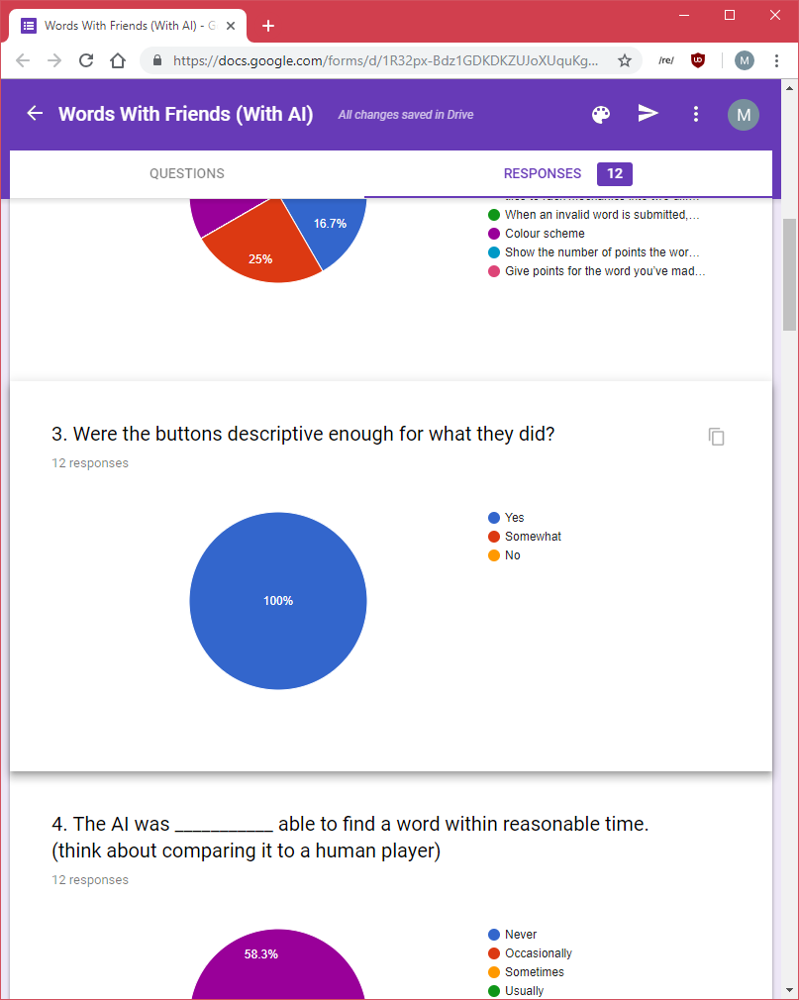 Words With Friends (With AI) - G
https://docs.google.com/forms/d/1R32px-Bdz1GDKDKZUJoXUquKg...
/re/
M
Words With Friends (With AI)
All changes saved in Drive
M
QUESTIONS
RESPONSES 12
16.7%
25%
When an invalid word is submitted,...
Colour scheme
Show the number of points the wor...
Give points for the word you've mad...
3. Were the buttons descriptive enough for what they did?
12 responses
100%
Yes
Somewhat
No
4. The AI was ___________ able to find a word within reasonable time.
(think about comparing it to a human player)
12 responses
58.3%
Never
Occasionally
Sometimes
Usually